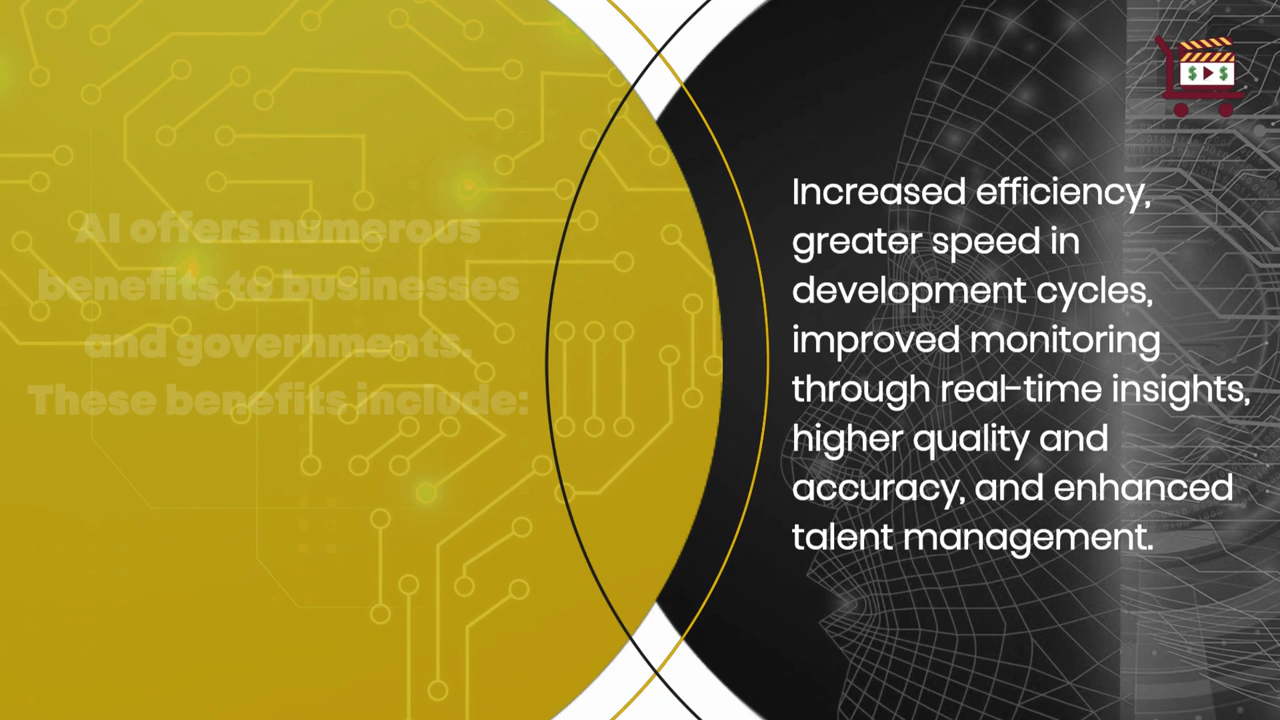 AI offers numerous
benefits to businesses
and governments.
These benefits include:
Increased efficiency,
greater speed in
development cycles,
improved monitoring
through real-time insights,
higher quality and
accuracy, and enhanced
talent management.
$ $